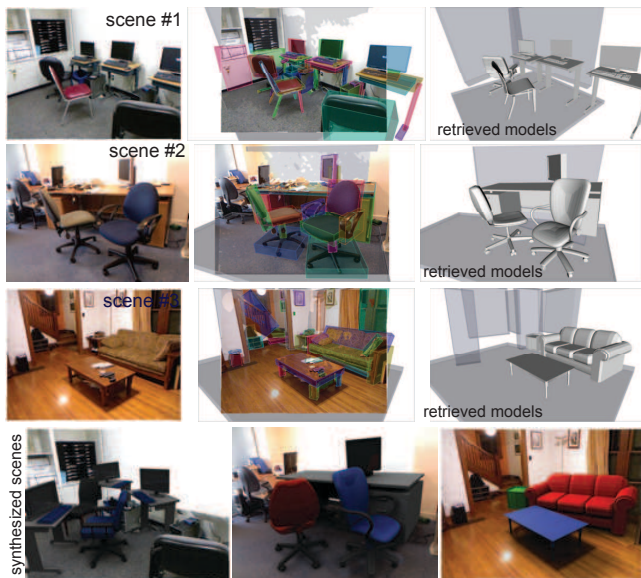 scene #1
retrieved models
scene #2
retrieved models
scene #3
retrieved models
synthesized scenes